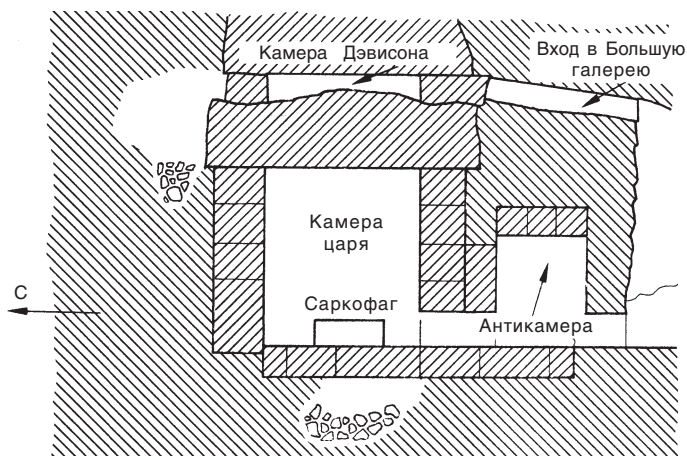 Камера Дэвисона
Вход в Большую
галерею
Камера
царя
С
Саркофаг
Антикамера